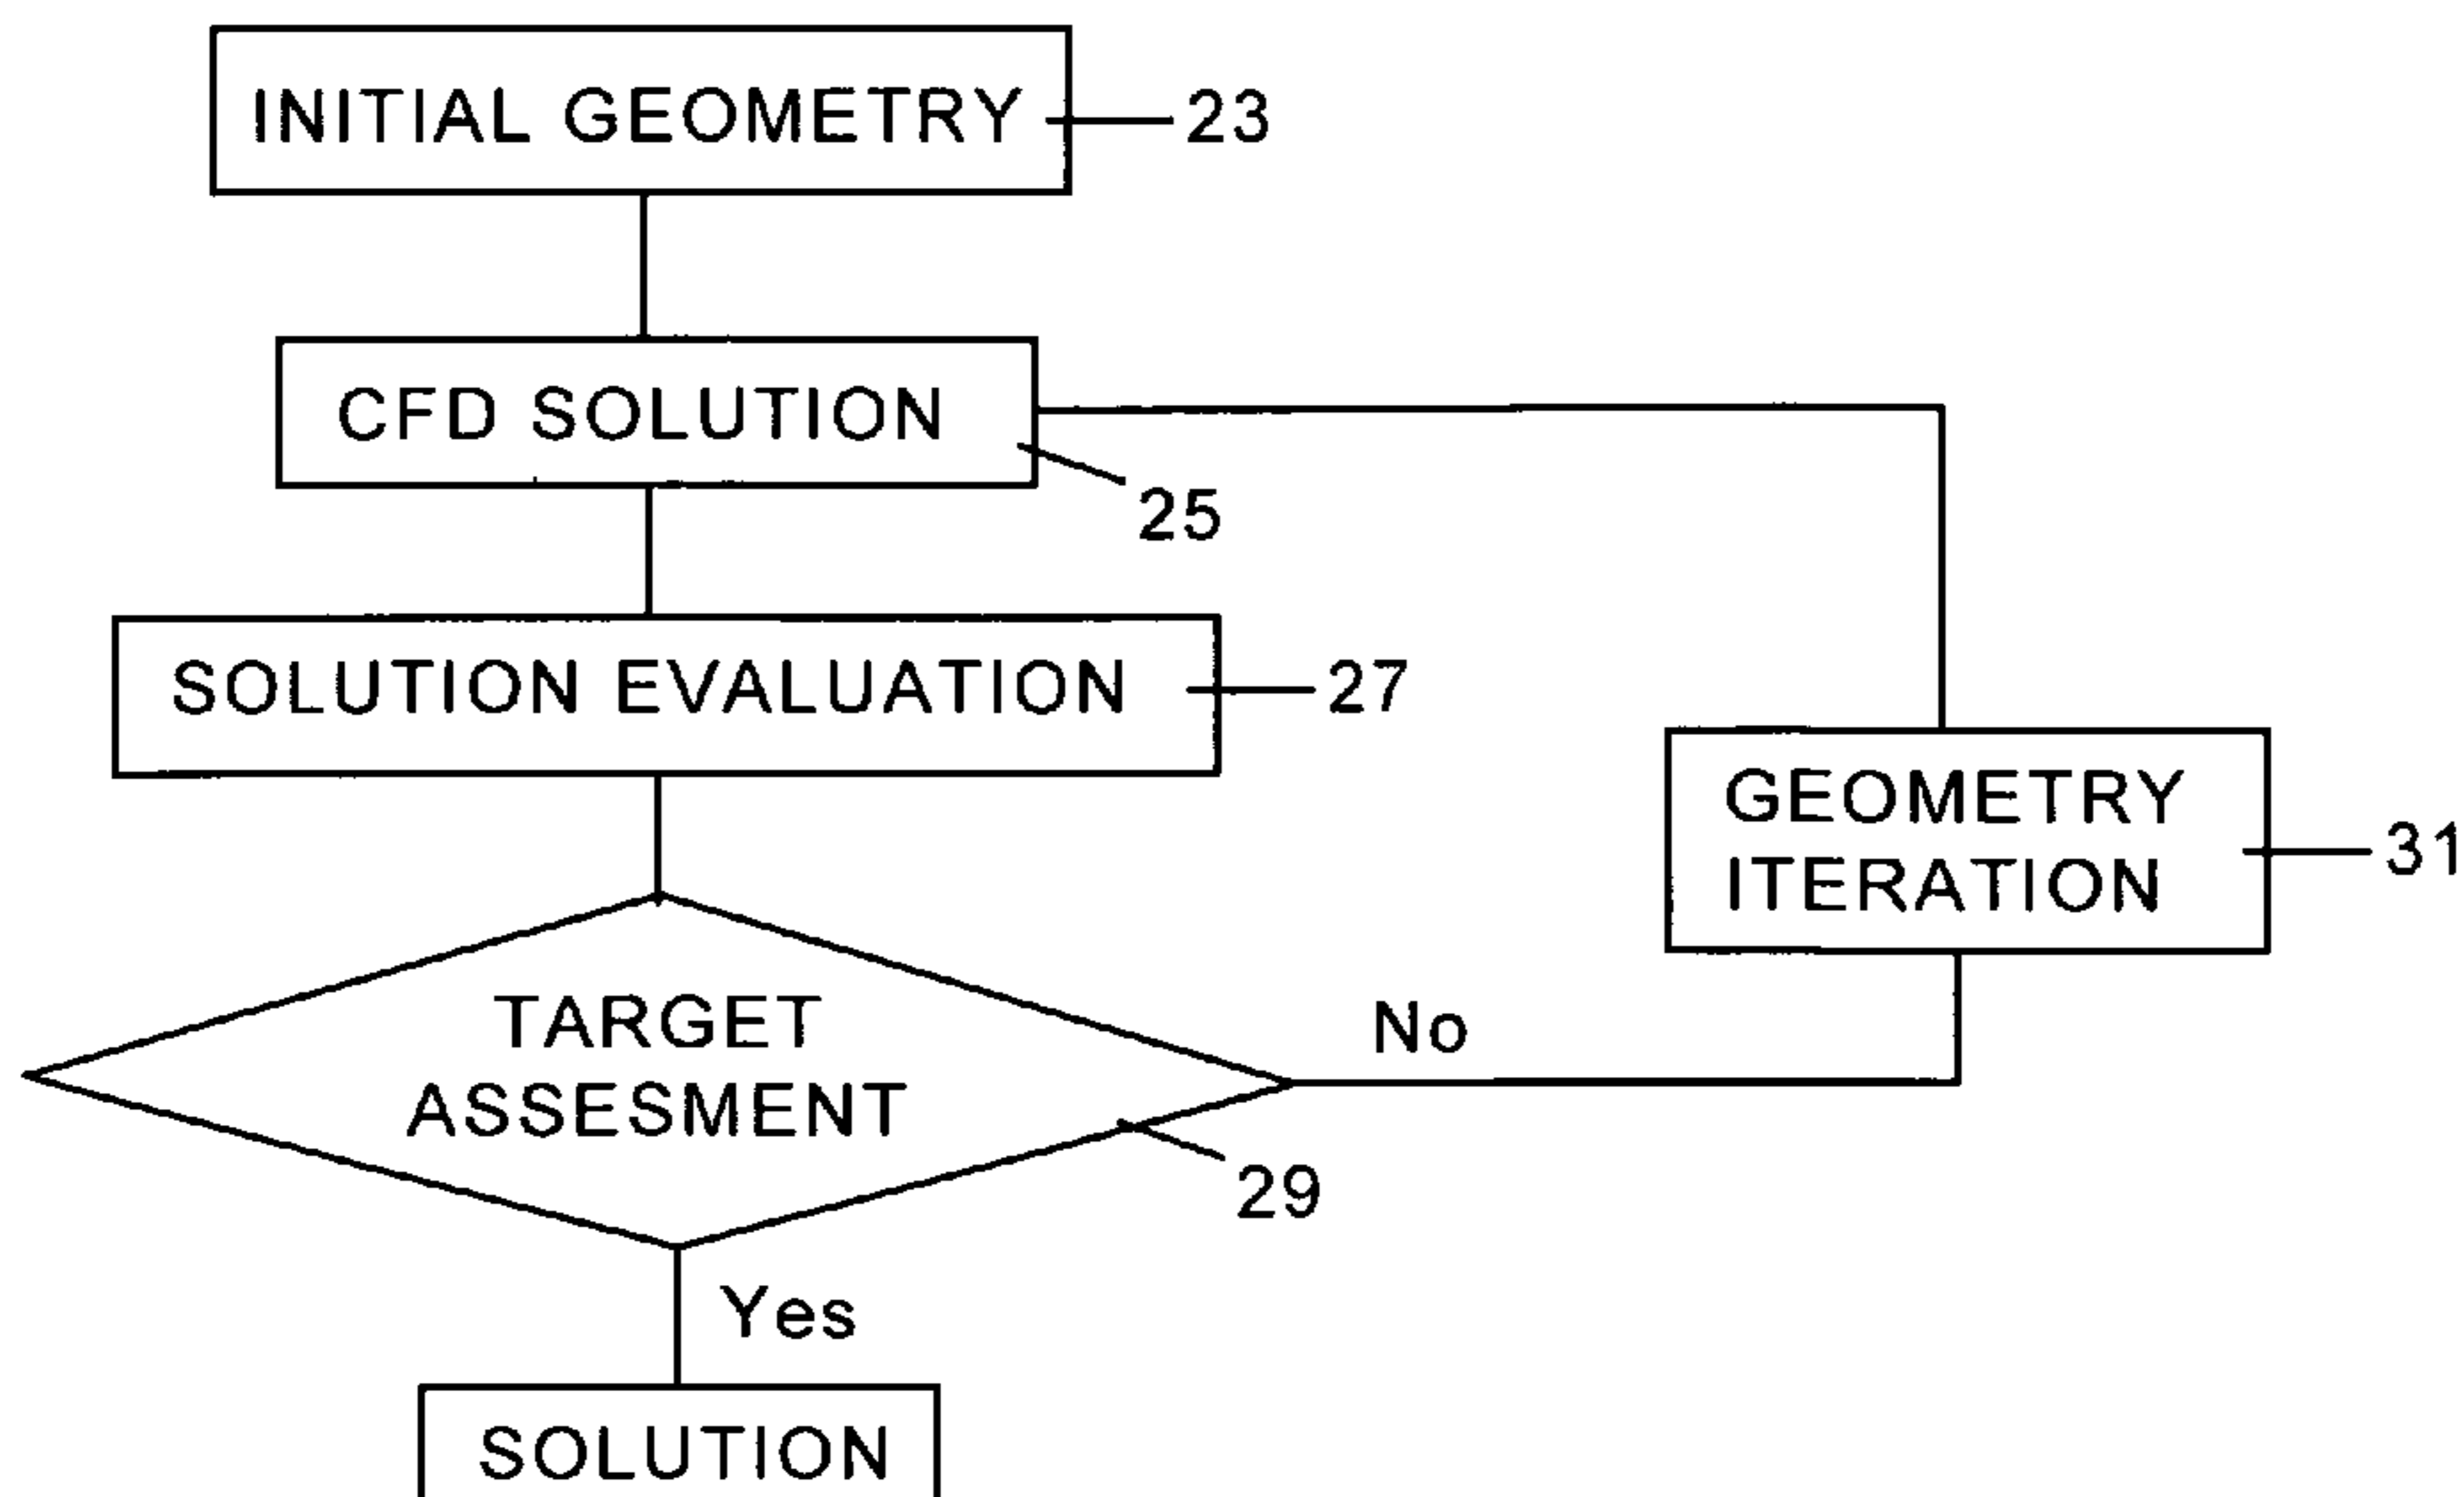 INITIAL GEOMETRY
23
CFD SOLUTION
25
SOLUTION EVALUATION
27
GEOMETRY
ITERATION
31
TARGET
ASSESMENT
No
29
Yes
SOLUTION